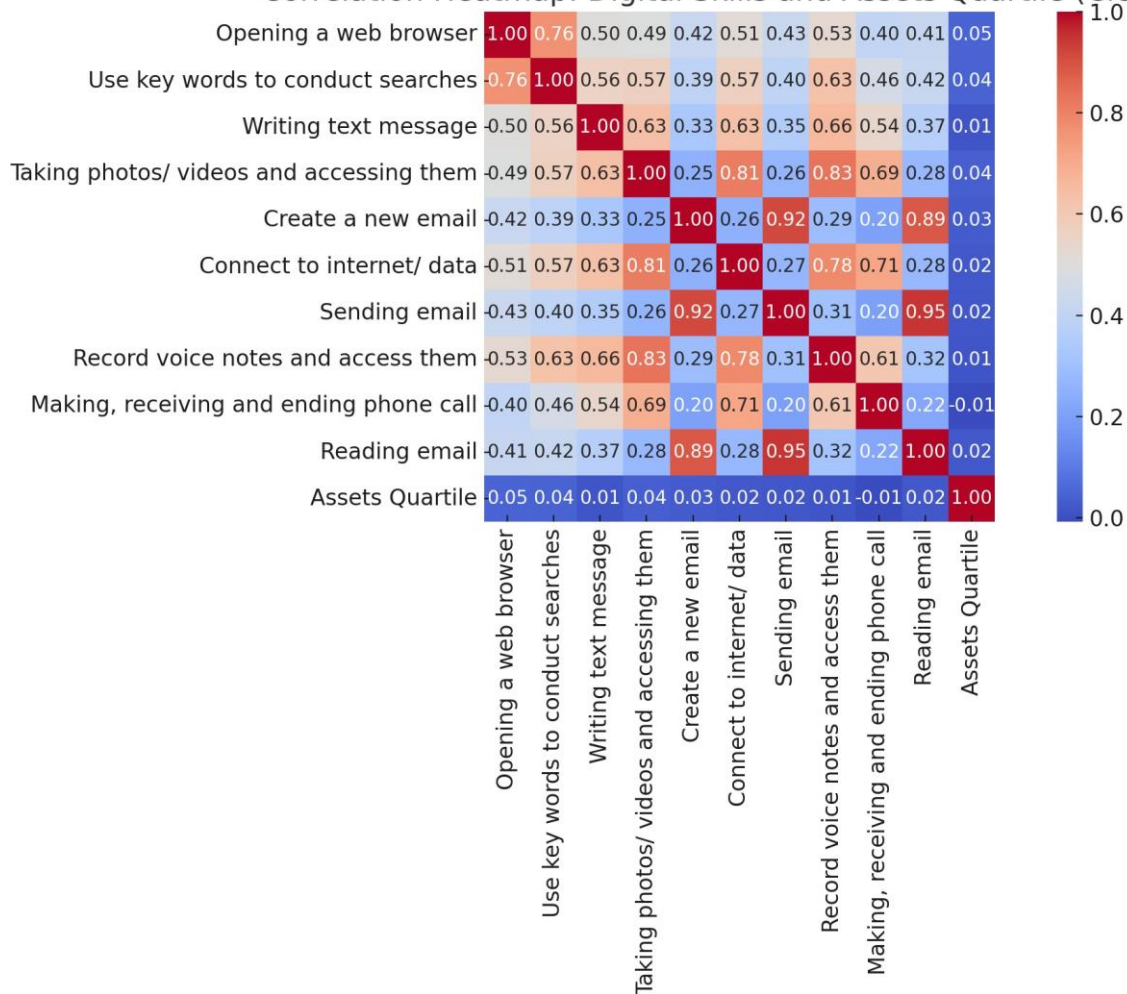 Correlation Heatmap: Digital Skills and Assets Quartile
Opening a web browser 1.00 0.76 0.50 0.49 0.42 0.51 0.43 0.53 0.40 0.41 0.05
Use key words to conduct searches 0.76 1.00 0.56 0.57 0.39 0.57 0.40 0.63 0.46 0.42 0.04
Writing text message 0.50 0.56 1.00 0.63 0.33 0.63 0.35 0.66 0.54 0.37 0.01
Taking photos/ videos and accessing them 0.49 0.57 0.63 1.00 0.25 0.81 0.26 0.83 0.69 0.28 0.04
Create a new email 0.42 0.39 0.33 0.25 1.00 0.26 0.92 0.29 0.20 0.89 0.03
Connect to internet/ data 0.51 0.57 0.63 0.81 0.26 1.00 0.27 0.78 0.71 0.28 0.02
Sending email 0.43 0.40 0.35 0.26 0.92 0.27 1.00 0.31 0.20 0.95 0.02
Record voice notes and access them 0.53 0.63 0.66 0.83 0.29 0.78 0.31 1.00 0.61 0.32 0.01
Making, receiving and ending phone call 0.40 0.46 0.54 0.69 0.20 0.71 0.20 0.61 1.00 0.22 -0.01
Reading email 0.41 0.42 0.37 0.28 0.89 0.28 0.95 0.32 0.22 1.00 0.02
Assets Quartile 0.05 0.04 0.01 0.04 0.03 0.02 0.02 0.01 -0.01 0.02 1.00
Opening a web browser
Use key words to conduct searches
Writing text message
Taking photos/ videos and accessing them
Create a new email
Connect to internet/ data
Sending email
Record voice notes and access them
Making, receiving and ending phone call
Reading email
Assets Quartile
1.0
0.8
0.6
0.4
0.2
0.0